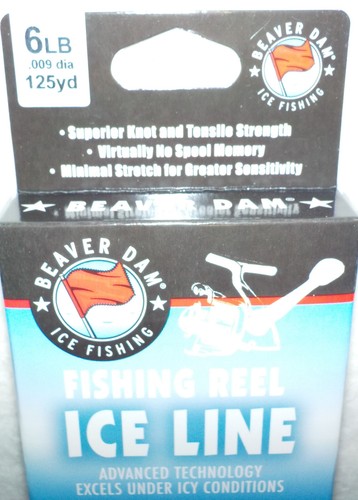 6LB
.009 dia
125yd
BEAVER DAM®
ICE FISHING
• Superior Knot and Tensile Strength
• Virtually No Spool Memory
• Minimal Stretch for Greater Sensitivity
★ BEAVER DAM ★
★ BEAVER DAM® ★
ICE FISHING
FISHING REEL
ICE LINE
ADVANCED TECHNOLOGY
EXCELS UNDER ICY CONDITIONS